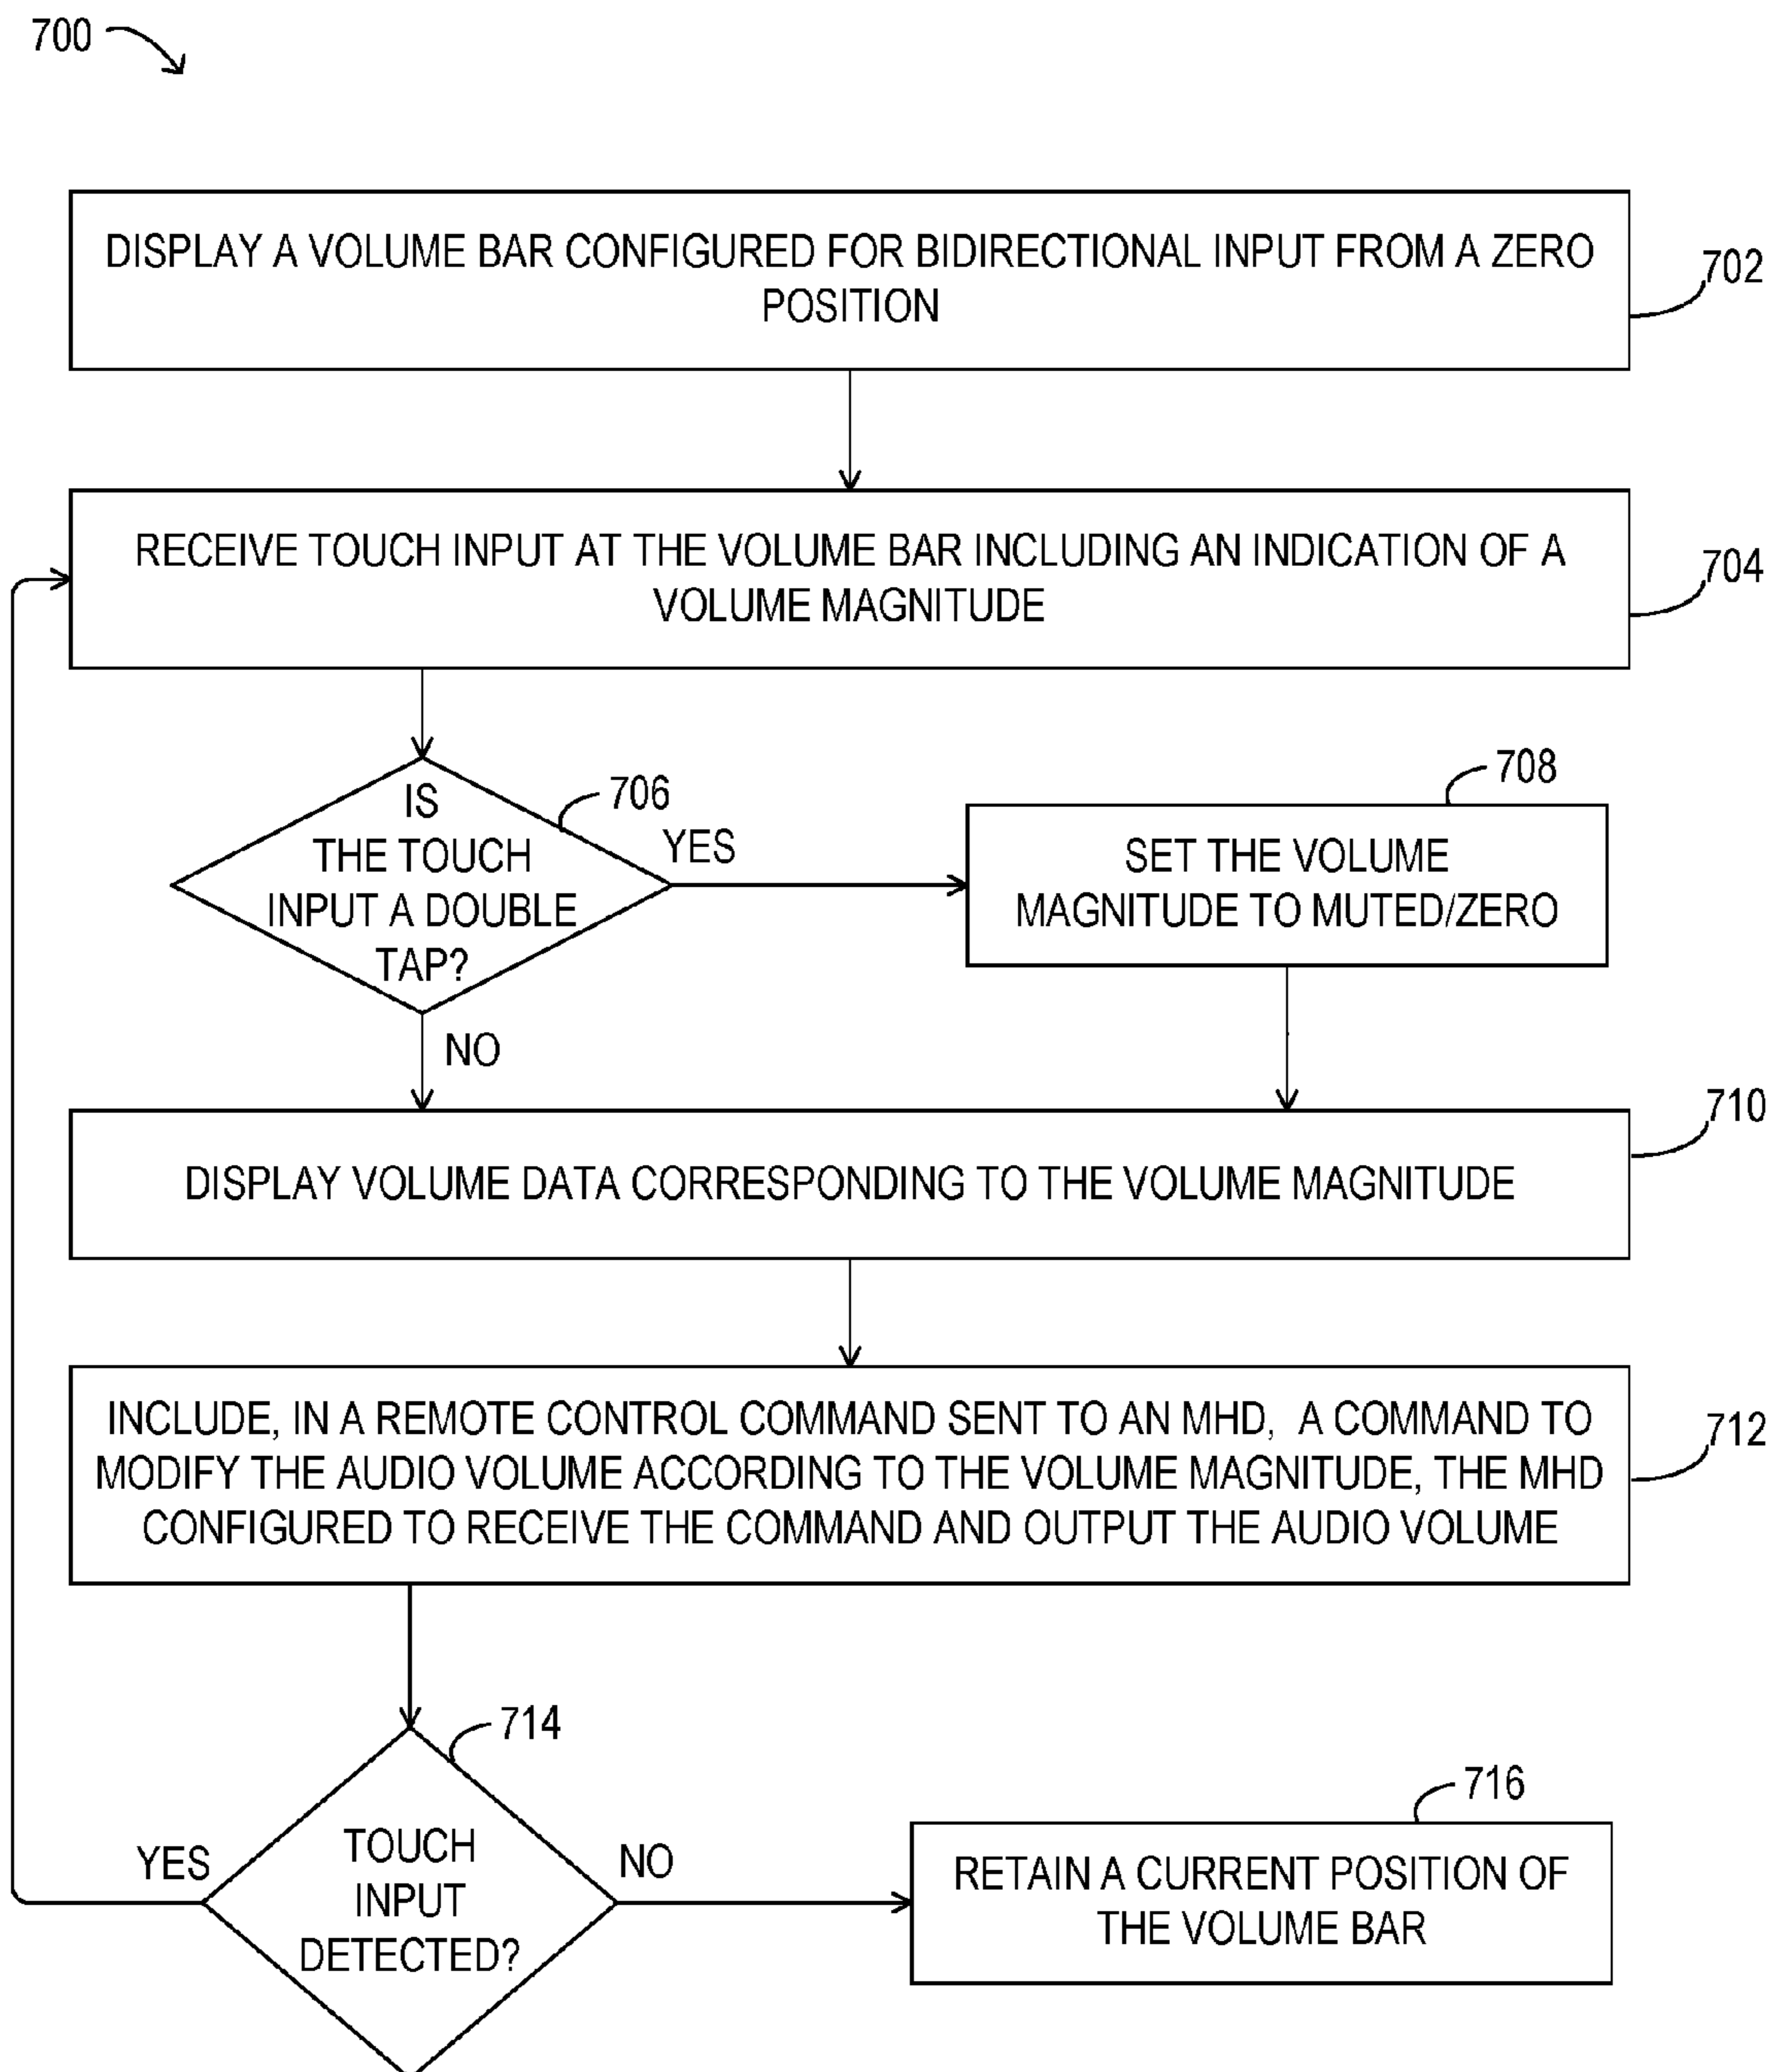 700
DISPLAY A VOLUME BAR CONFIGURED FOR BIDIRECTIONAL INPUT FROM A ZERO
POSITION
702
RECEIVE TOUCH INPUT AT THE VOLUME BAR INCLUDING AN INDICATION OF A
VOLUME MAGNITUDE
704
IS
THE TOUCH
INPUT A DOUBLE
TAP?
706
YES
NO
708
SET THE VOLUME
MAGNITUDE TO MUTED/ZERO
710
DISPLAY VOLUME DATA CORRESPONDING TO THE VOLUME MAGNITUDE
INCLUDE, IN A REMOTE CONTROL COMMAND SENT TO AN MHD, A COMMAND TO
MODIFY THE AUDIO VOLUME ACCORDING TO THE VOLUME MAGNITUDE, THE MHD
CONFIGURED TO RECEIVE THE COMMAND AND OUTPUT THE AUDIO VOLUME
712
714
TOUCH
INPUT
DETECTED?
YES
NO
716
RETAIN A CURRENT POSITION OF
THE VOLUME BAR